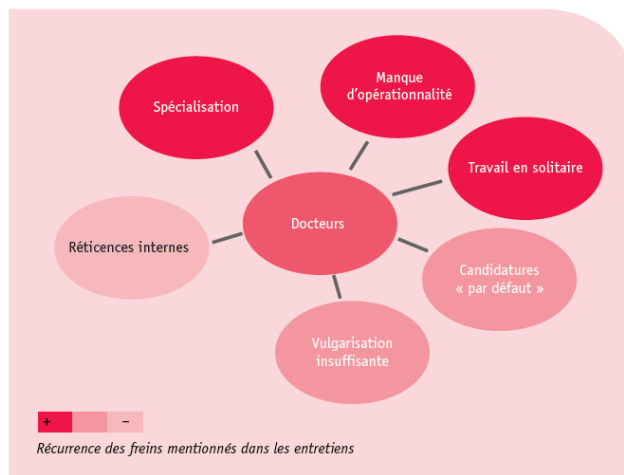 Manque
d'opérationnalité
Spécialisation
Travail en solitaire
Docteurs
Réticences internes
Candidatures
« par défaut »
Vulgarisation
insuffisante
+ –
Récurrence des freins mentionnés dans les entretiens